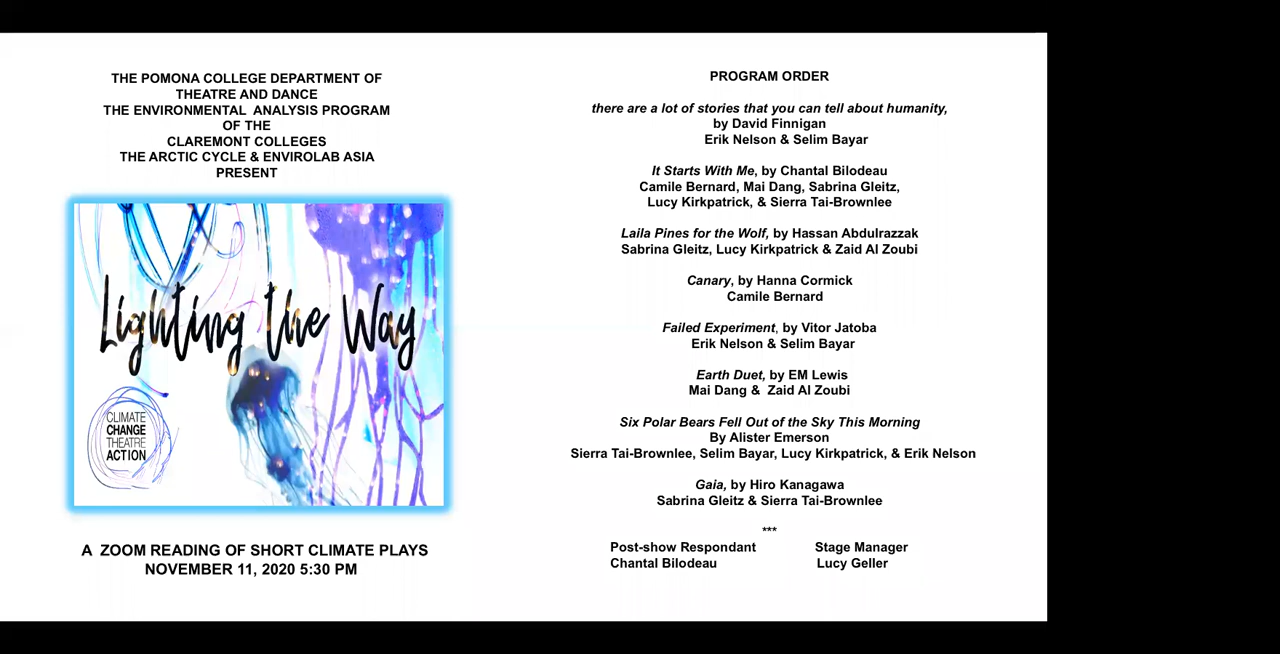 THE POMONA COLLEGE DEPARTMENT OF
THEATRE AND DANCE
THE ENVIRONMENTAL ANALYSIS PROGRAM
OF THE
CLAREMONT COLLEGES
THE ARCTIC CYCLE & ENVIROLAB ASIA
PRESENT
Lighting the Way
CLIMATE
CHANGE
THEATRE
ACTION
A ZOOM READING OF SHORT CLIMATE PLAYS
NOVEMBER 11, 2020 5:30 PM
PROGRAM ORDER
there are a lot of stories that you can tell about humanity,
by David Finnigan
Erik Nelson & Selim Bayar
It Starts With Me, by Chantal Bilodeau
Camile Bernard, Mai Dang, Sabrina Gleitz,
Lucy Kirkpatrick, & Sierra Tai-Brownlee
Laila Pines for the Wolf, by Hassan Abdulrazzak
Sabrina Gleitz, Lucy Kirkpatrick & Zaid Al Zoubi
Canary, by Hanna Cormick
Camile Bernard
Failed Experiment, by Vitor Jatoba
Erik Nelson & Selim Bayar
Earth Duet, by EM Lewis
Mai Dang & Zaid Al Zoubi
Six Polar Bears Fell Out of the Sky This Morning
By Alister Emerson
Sierra Tai-Brownlee, Selim Bayar, Lucy Kirkpatrick, & Erik Nelson
Gaia, by Hiro Kanagawa
Sabrina Gleitz & Sierra Tai-Brownlee
***
Post-show Respondant Stage Manager
Chantal Bilodeau Lucy Geller